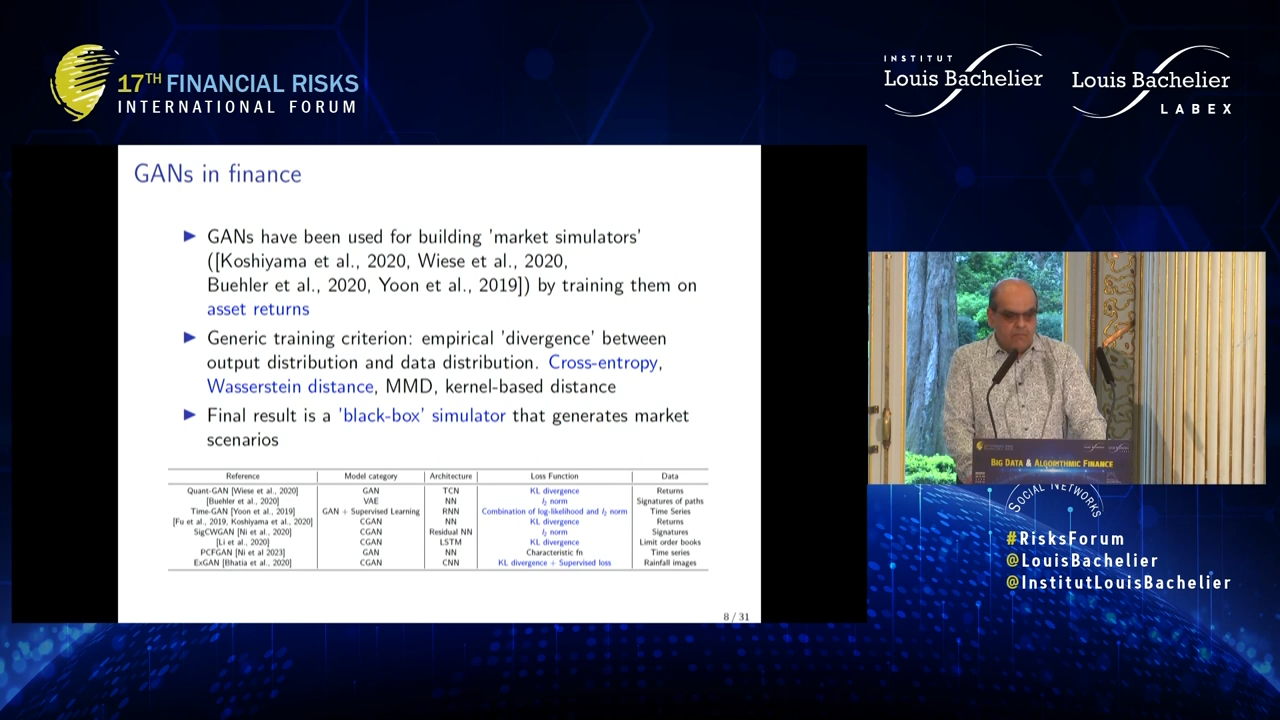 17TH FINANCIAL RISKS
INTERNATIONAL FORUM
INSTITUT
Louis Bachelier
Louis Bachelier
LABEX
GANs in finance
▶ GANs have been used for building 'market simulators'
([Koshiyama et al., 2020, Wiese et al., 2020,
Buehler et al., 2020, Yoon et al., 2019]) by training them on
asset returns
▶ Generic training criterion: empirical 'divergence' between
output distribution and data distribution. Cross-entropy,
Wasserstein distance, MMD, kernel-based distance
▶ Final result is a 'black-box' simulator that generates market
scenarios
Reference Model category Architecture Loss Function Data
Quant-GAN [Wiese et al., 2020] GAN TCN KL divergence Returns
[Buehler et al., 2020] VAE NN l2 norm Signatures of paths
Time-GAN [Yoon et al., 2019] GAN + Supervised Learning RNN Combination of log-likelihood and l2 norm Time Series
[Fu et al., 2019, Koshiyama et al., 2020] CGAN NN KL divergence Returns
SigCWGAN [Ni et al., 2020] CGAN Residual NN l2 norm Signatures
[Li et al., 2020] CGAN LSTM KL divergence Limit order books
PCFGAN [Ni et al 2023] GAN NN Characteristic fn Time series
ExGAN [Bhatia et al., 2020] CGAN CNN KL divergence + Supervised loss Rainfall images
8 / 31
BIG DATA & ALGORITHMIC FINANCE
SOCIAL NETWORKS
#RisksForum
@LouisBachelier
@InstitutLouisBachelier